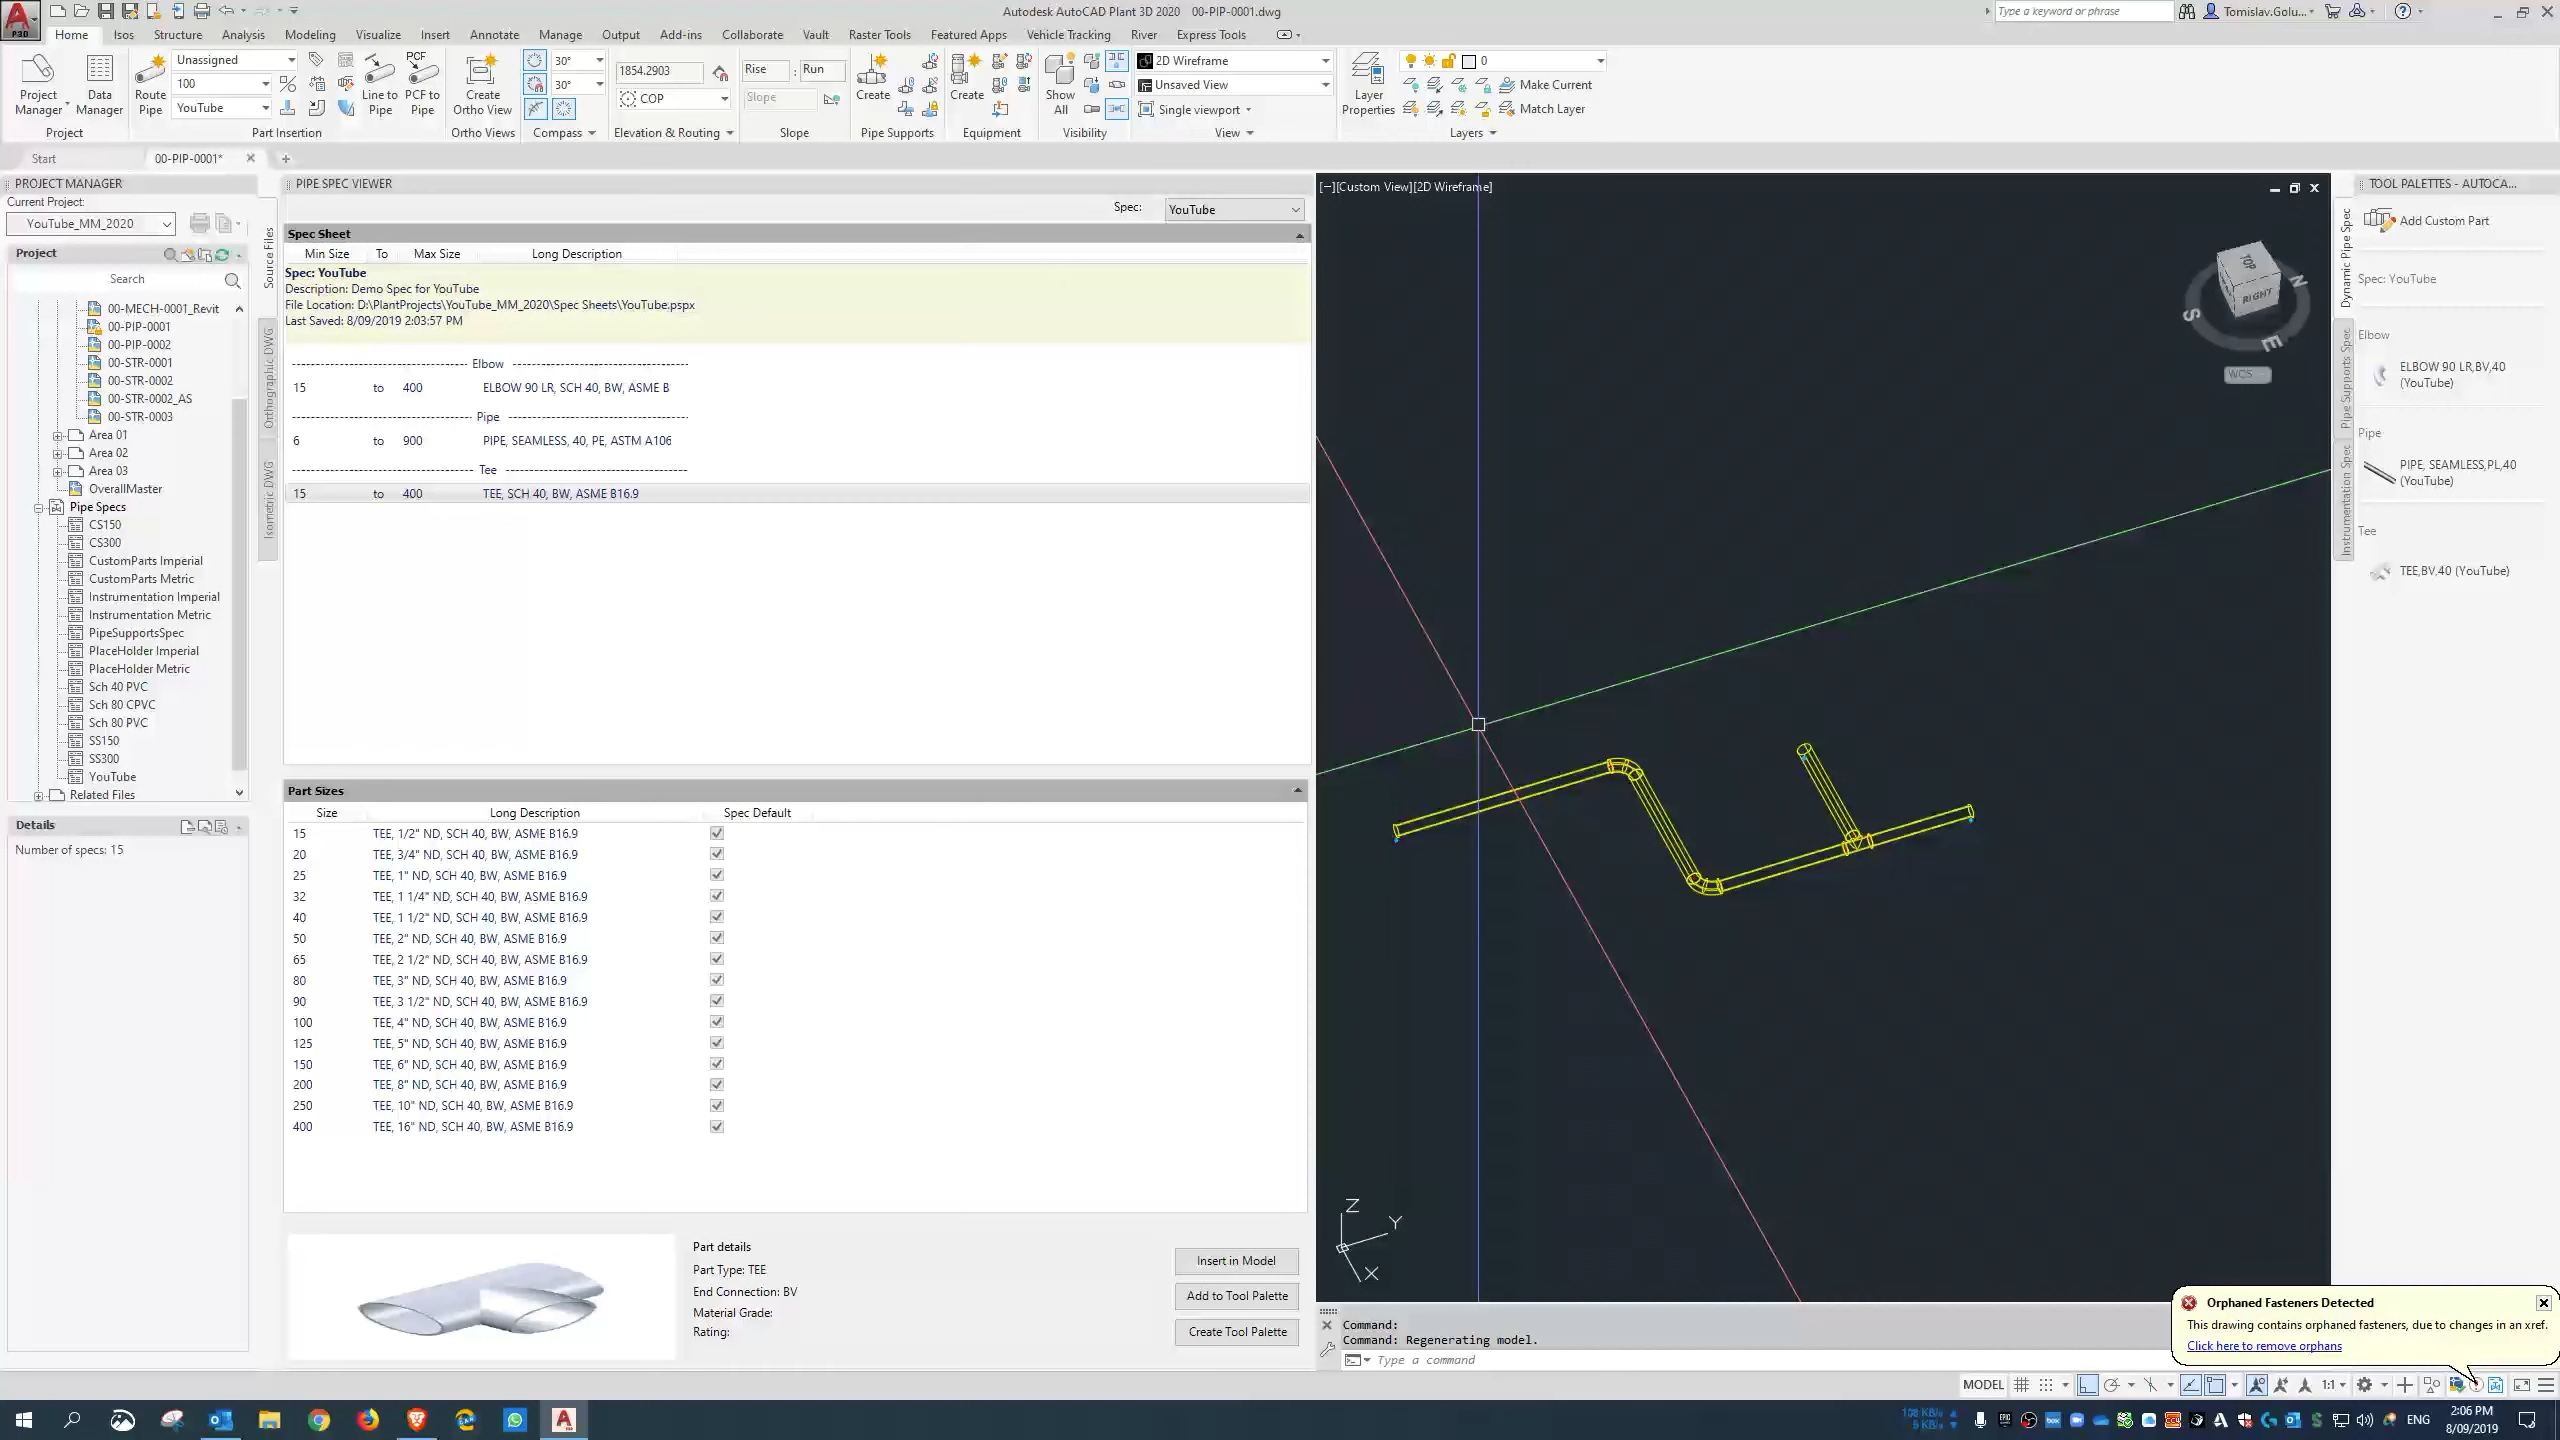 Autodesk AutoCAD Plant 3D 2020 00-PIP-0001.dwg
Type a keyword or phrase
Tomislav.Golu...
P3D
Home Isos Structure Analysis Modeling Visualize Insert Annotate Manage Output Add-ins Collaborate Vault Raster Tools Featured Apps Vehicle Tracking River Express Tools
Project Manager
Data Manager
Project
Route Pipe
Unassigned
100
YouTube
Line to Pipe
PCF
PCF to Pipe
Part Insertion
Create Ortho View
Ortho Views
30°
30°
Compass
1854.2903
COP
Elevation & Routing
Rise : Run
Slope
Slope
Create
Pipe Supports
Create
Equipment
Show All
Visibility
2D Wireframe
Unsaved View
Single viewport
View
Layer Properties
0
Make Current
Match Layer
Layers
Start
00-PIP-0001*
PROJECT MANAGER
Current Project:
YouTube_MM_2020
Project
Search
00-MECH-0001_Revit
00-PIP-0001
00-PIP-0002
00-STR-0001
00-STR-0002
00-STR-0002_AS
00-STR-0003
Area 01
Area 02
Area 03
OverallMaster
Pipe Specs
CS150
CS300
CustomParts Imperial
CustomParts Metric
Instrumentation Imperial
Instrumentation Metric
PipeSupportsSpec
PlaceHolder Imperial
PlaceHolder Metric
Sch 40 PVC
Sch 80 CPVC
Sch 80 PVC
SS150
SS300
YouTube
Related Files
Details
Number of specs: 15
Source Files
Orthographic DWG
Isometric DWG
PIPE SPEC VIEWER
Spec: YouTube
Spec Sheet
Min Size To Max Size Long Description
Spec: YouTube
Description: Demo Spec for YouTube
File Location: D:\PlantProjects\YouTube_MM_2020\Spec Sheets\YouTube.pspx
Last Saved: 8/09/2019 2:03:57 PM
Elbow
15 to 400 ELBOW 90 LR, SCH 40, BW, ASME B
Pipe
6 to 900 PIPE, SEAMLESS, 40, PE, ASTM A106
Tee
15 to 400 TEE, SCH 40, BW, ASME B16.9
Part Sizes
Size Long Description Spec Default
15 TEE, 1/2" ND, SCH 40, BW, ASME B16.9
20 TEE, 3/4" ND, SCH 40, BW, ASME B16.9
25 TEE, 1" ND, SCH 40, BW, ASME B16.9
32 TEE, 1 1/4" ND, SCH 40, BW, ASME B16.9
40 TEE, 1 1/2" ND, SCH 40, BW, ASME B16.9
50 TEE, 2" ND, SCH 40, BW, ASME B16.9
65 TEE, 2 1/2" ND, SCH 40, BW, ASME B16.9
80 TEE, 3" ND, SCH 40, BW, ASME B16.9
90 TEE, 3 1/2" ND, SCH 40, BW, ASME B16.9
100 TEE, 4" ND, SCH 40, BW, ASME B16.9
125 TEE, 5" ND, SCH 40, BW, ASME B16.9
150 TEE, 6" ND, SCH 40, BW, ASME B16.9
200 TEE, 8" ND, SCH 40, BW, ASME B16.9
250 TEE, 10" ND, SCH 40, BW, ASME B16.9
400 TEE, 16" ND, SCH 40, BW, ASME B16.9
Part details
Part Type: TEE
End Connection: BV
Material Grade:
Rating:
Insert in Model
Add to Tool Palette
Create Tool Palette
[−][Custom View][2D Wireframe]
TOP
RIGHT
N
S
E
WCS
Z
Y
X
Command:
Command: Regenerating model.
Type a command
TOOL PALETTES - AUTOCA...
Dynamic Pipe Spec
Pipe Supports Spec
Instrumentation Spec
Add Custom Part
Spec: YouTube
Elbow
ELBOW 90 LR,BV,40
(YouTube)
Pipe
PIPE, SEAMLESS,PL,40
(YouTube)
Tee
TEE,BV,40 (YouTube)
Orphaned Fasteners Detected
This drawing contains orphaned fasteners, due to changes in an xref.
Click here to remove orphans
MODEL
1:1
ENG
2:06 PM
8/09/2019